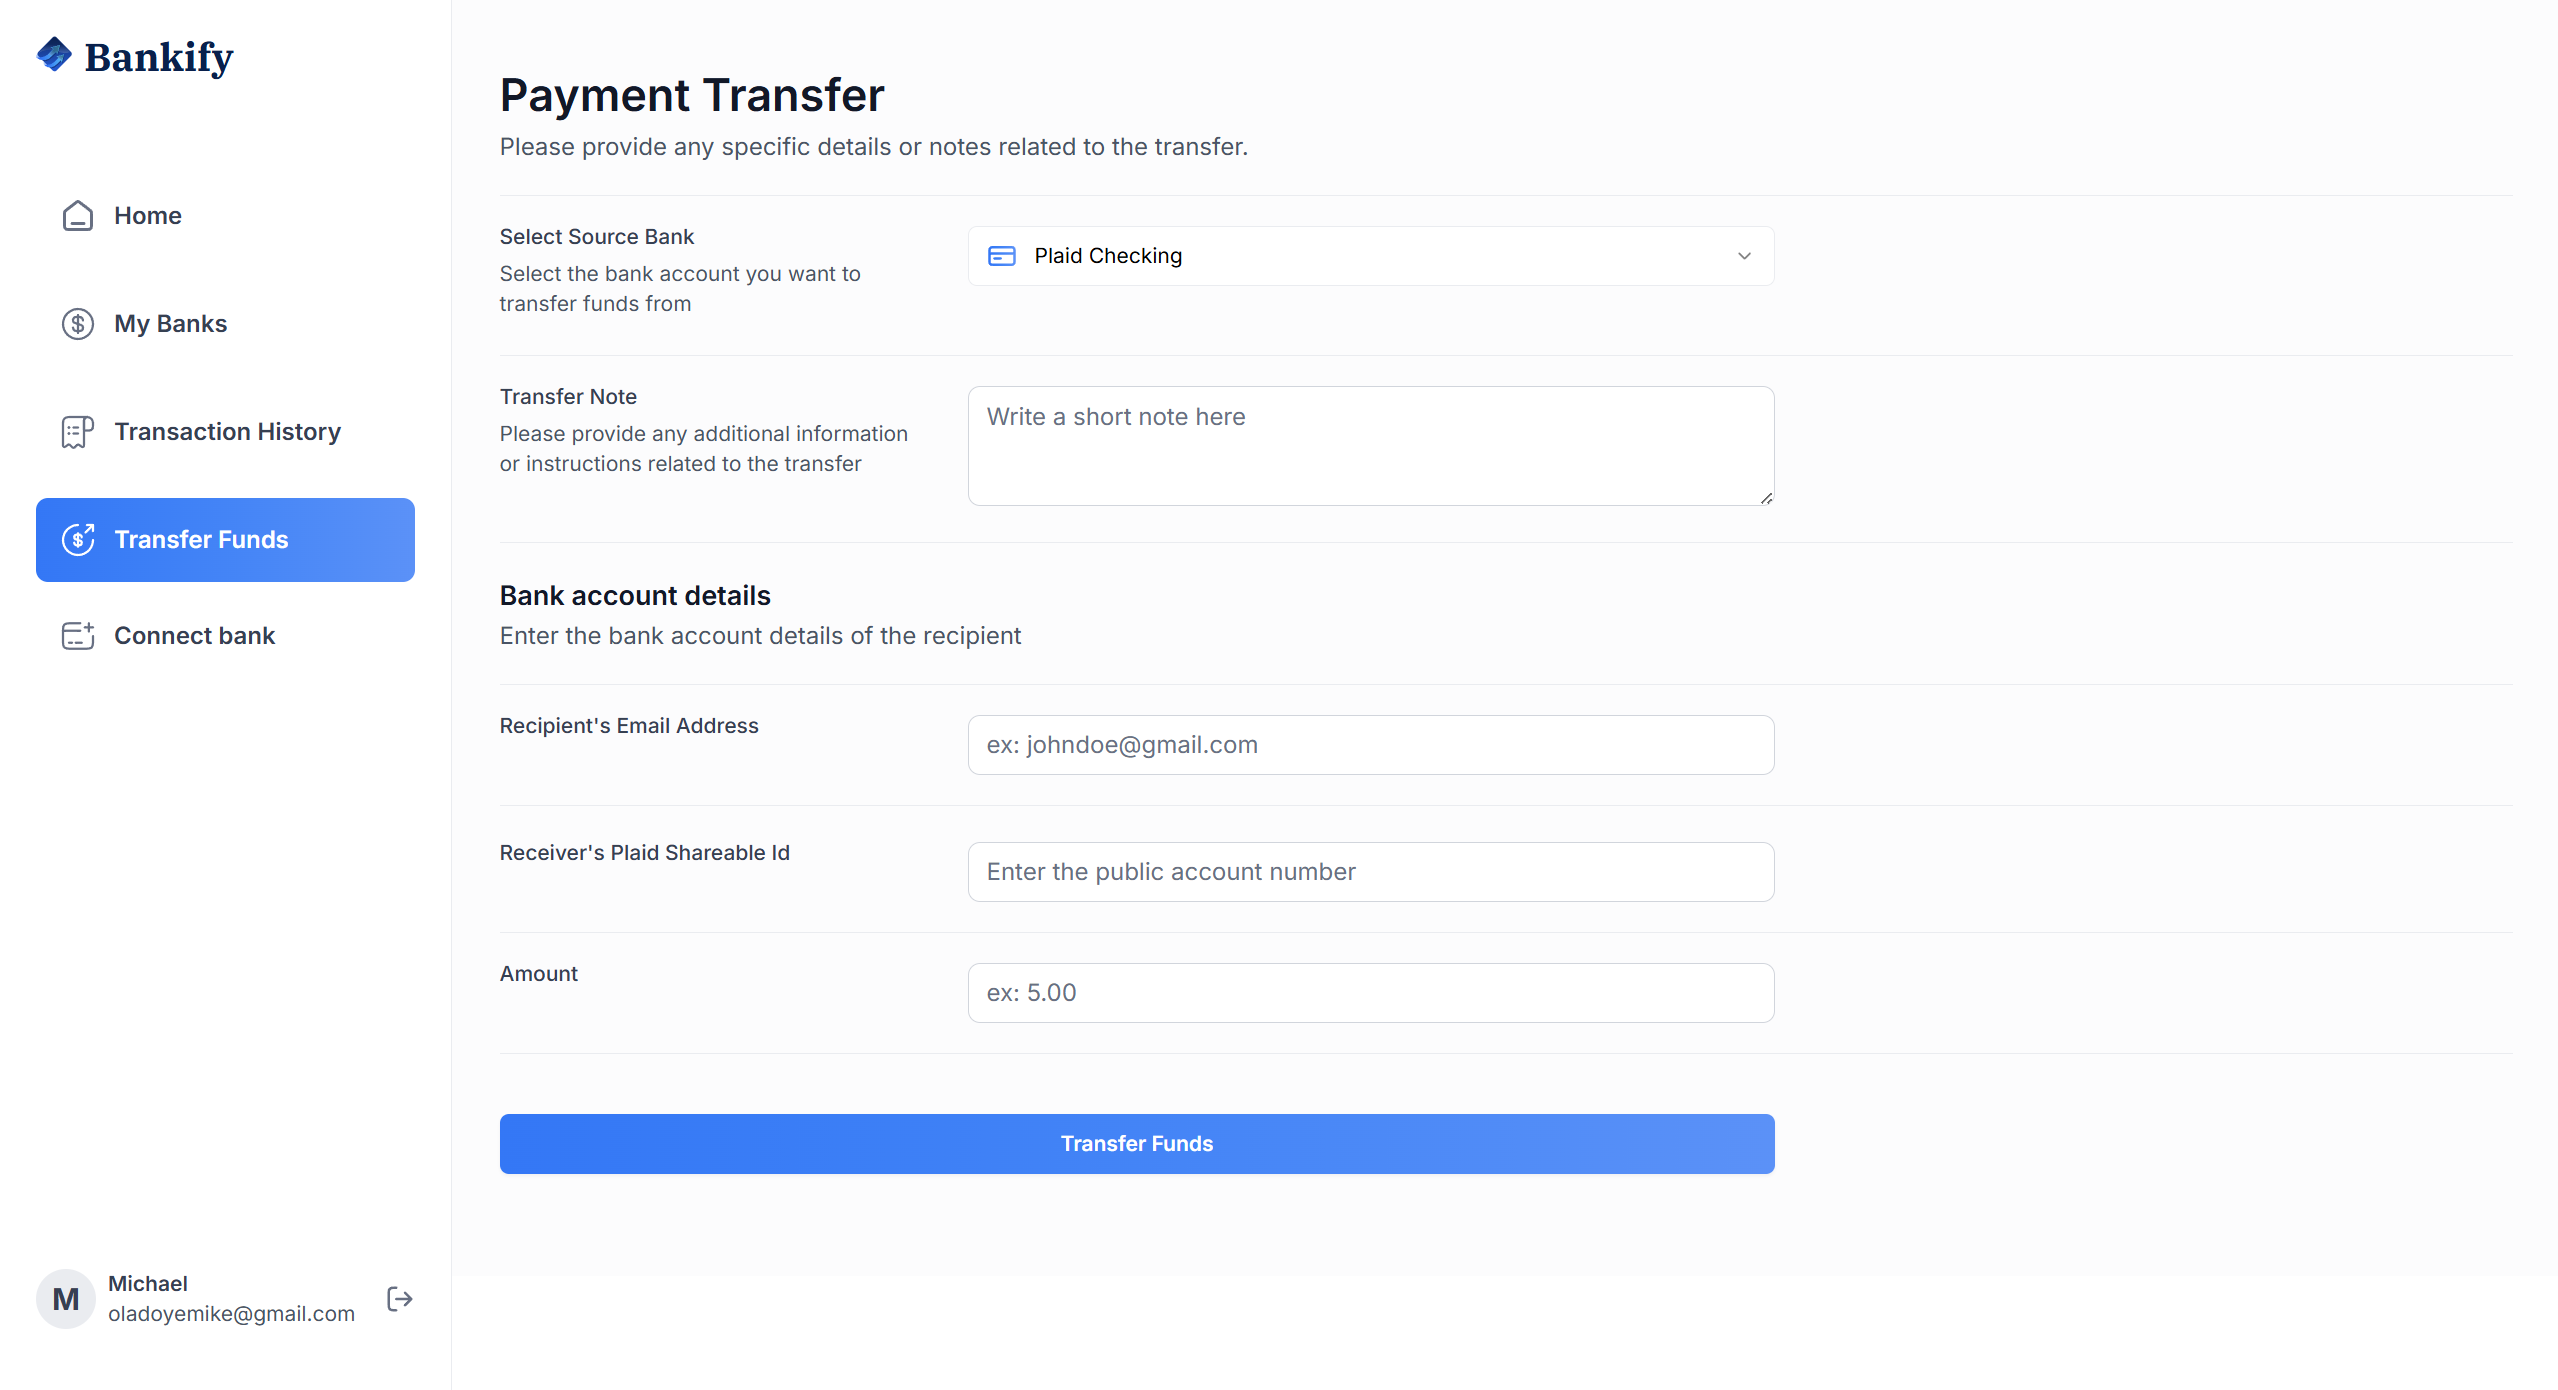 Bankify
Home
My Banks
Transaction History
Transfer Funds
Connect bank
M
Michael
oladoyemike@gmail.com
Payment Transfer
Please provide any specific details or notes related to the transfer.
Select Source Bank
Select the bank account you want to
transfer funds from
Plaid Checking
Transfer Note
Please provide any additional information
or instructions related to the transfer
Write a short note here
Bank account details
Enter the bank account details of the recipient
Recipient's Email Address
ex: johndoe@gmail.com
Receiver's Plaid Shareable Id
Enter the public account number
Amount
ex: 5.00
Transfer Funds